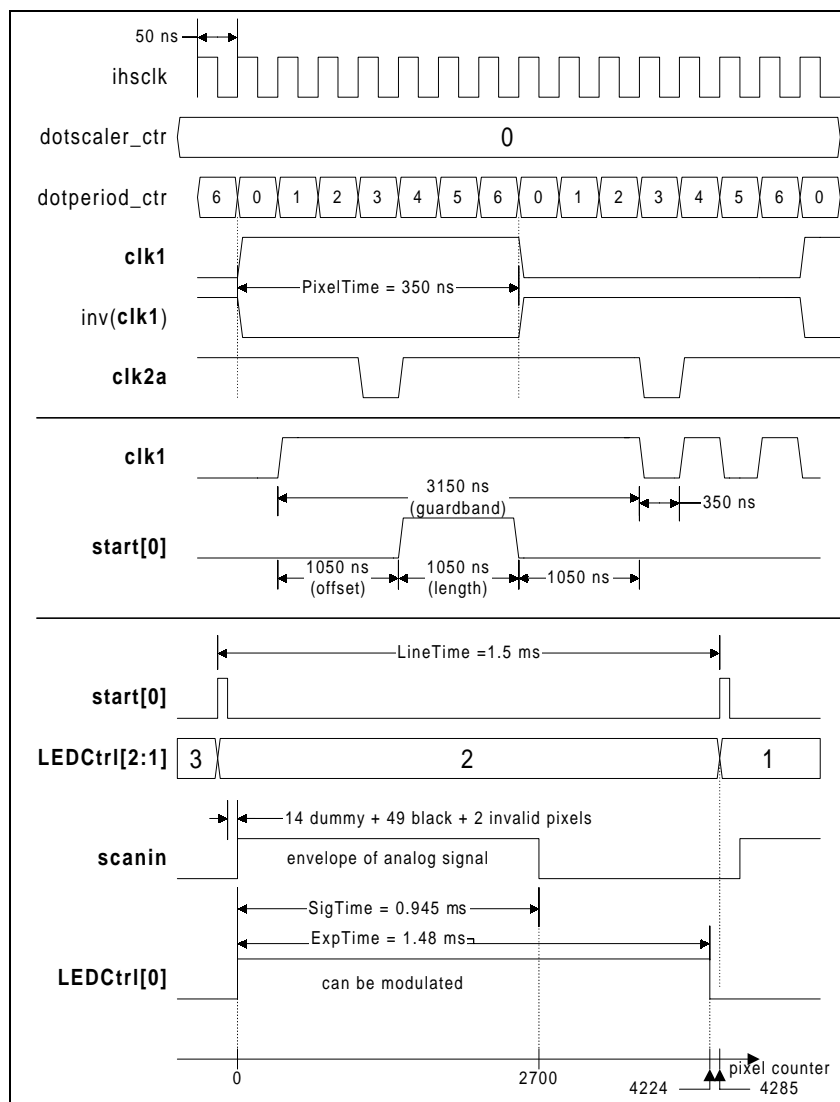 50 ns
ihsclk
dotscaler_ctr 0
dotperiod_ctr 6 0 1 2 3 4 5 6 0 1 2 3 4 5 6 0
clk1
PixelTime = 350 ns
inv(clk1)
clk2a
clk1
3150 ns
(guardband)
350 ns
start[0]
1050 ns
(offset)
1050 ns
(length)
1050 ns
LineTime =1.5 ms
start[0]
LEDCtrl[2:1] 3 2 1
14 dummy + 49 black + 2 invalid pixels
scanin envelope of analog signal
SigTime = 0.945 ms
ExpTime = 1.48 ms
LEDCtrl[0] can be modulated
pixel counter
0 2700
4224 4285